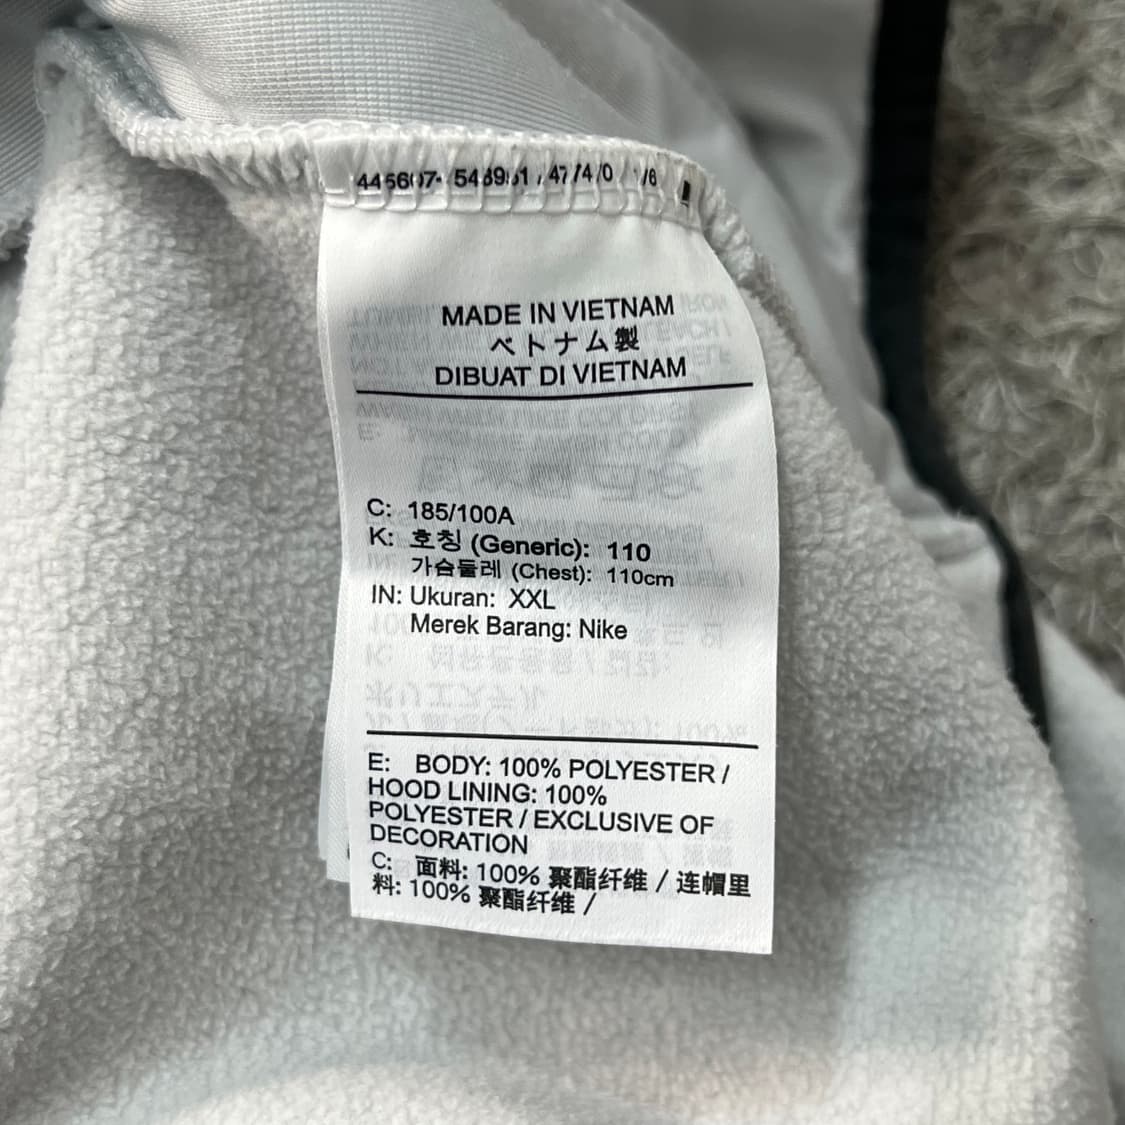 MADE IN VIETNAM
ベトナム製
DIBUAT DI VIETNAM
C: 185/100A
K: 호칭 (Generic): 110
가슴둘레 (Chest): 110cm
IN: Ukuran: XXL
Merek Barang: Nike
E: BODY: 100% POLYESTER /
HOOD LINING: 100%
POLYESTER / EXCLUSIVE OF
DECORATION
C: 面料: 100% 聚酯纤维 / 连帽里
料: 100% 聚酯纤维 /